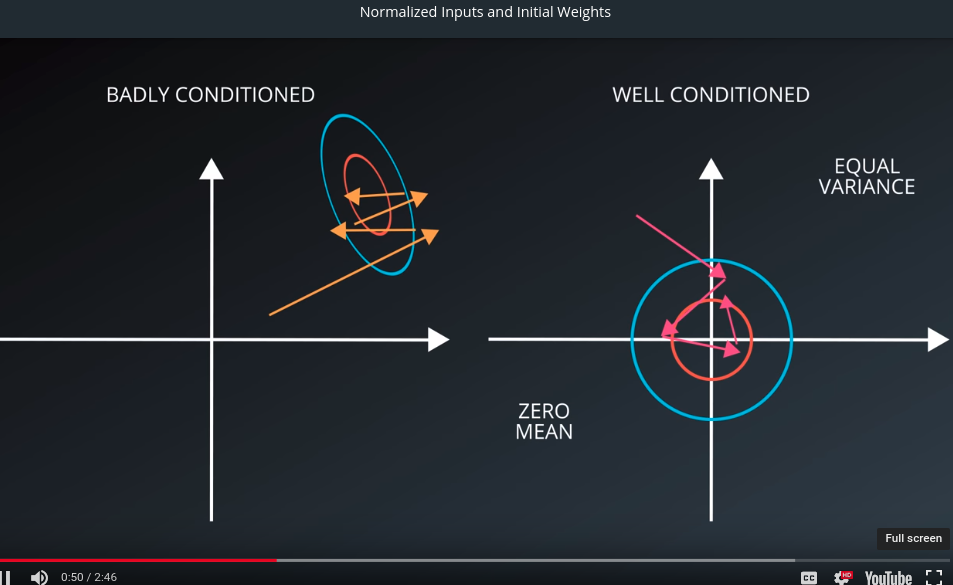 Normalized Inputs and Initial Weights
BADLY CONDITIONED
WELL CONDITIONED
EQUAL
VARIANCE
ZERO
MEAN
Full screen
0:50 / 2:46
CC
HD
YouTube